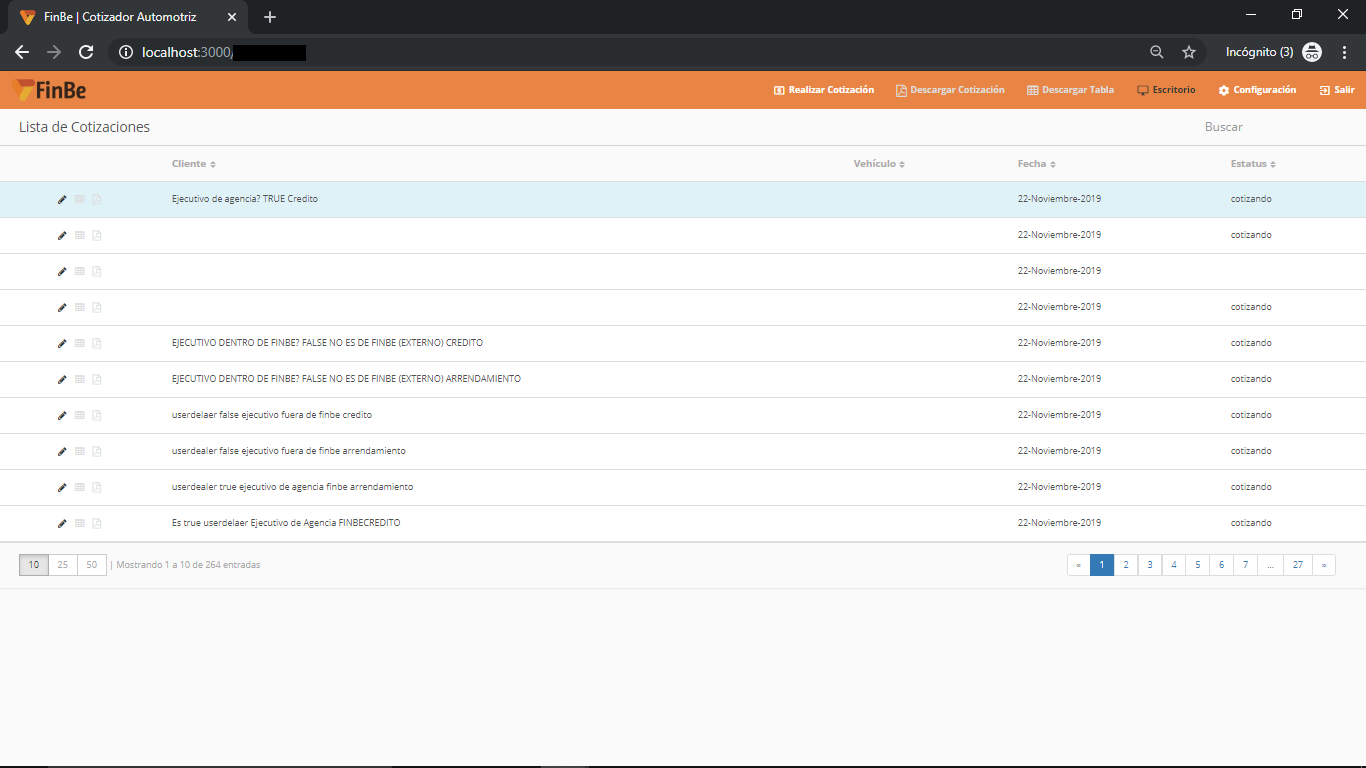 FinBe | Cotizador Automotriz
localhost:3000/
Incógnito (3)
FinBe
Realizar Cotización Descargar Cotización Descargar Tabla Escritorio Configuración Salir
Lista de Cotizaciones Buscar
Cliente Vehículo Fecha Estatus
Ejecutivo de agencia? TRUE Credito 22-Noviembre-2019 cotizando
22-Noviembre-2019 cotizando
22-Noviembre-2019
22-Noviembre-2019 cotizando
EJECUTIVO DENTRO DE FINBE? FALSE NO ES DE FINBE (EXTERNO) CREDITO 22-Noviembre-2019 cotizando
EJECUTIVO DENTRO DE FINBE? FALSE NO ES DE FINBE (EXTERNO) ARRENDAMIENTO 22-Noviembre-2019 cotizando
userdelaer false ejecutivo fuera de finbe credito 22-Noviembre-2019 cotizando
userdealer false ejecutivo fuera de finbe arrendamiento 22-Noviembre-2019 cotizando
userdealer true ejecutivo de agencia finbe arrendamiento 22-Noviembre-2019 cotizando
Es true userdelaer Ejecutivo de Agencia FINBECREDITO 22-Noviembre-2019 cotizando
10 25 50 | Mostrando 1 a 10 de 264 entradas « 1 2 3 4 5 6 7 ... 27 »